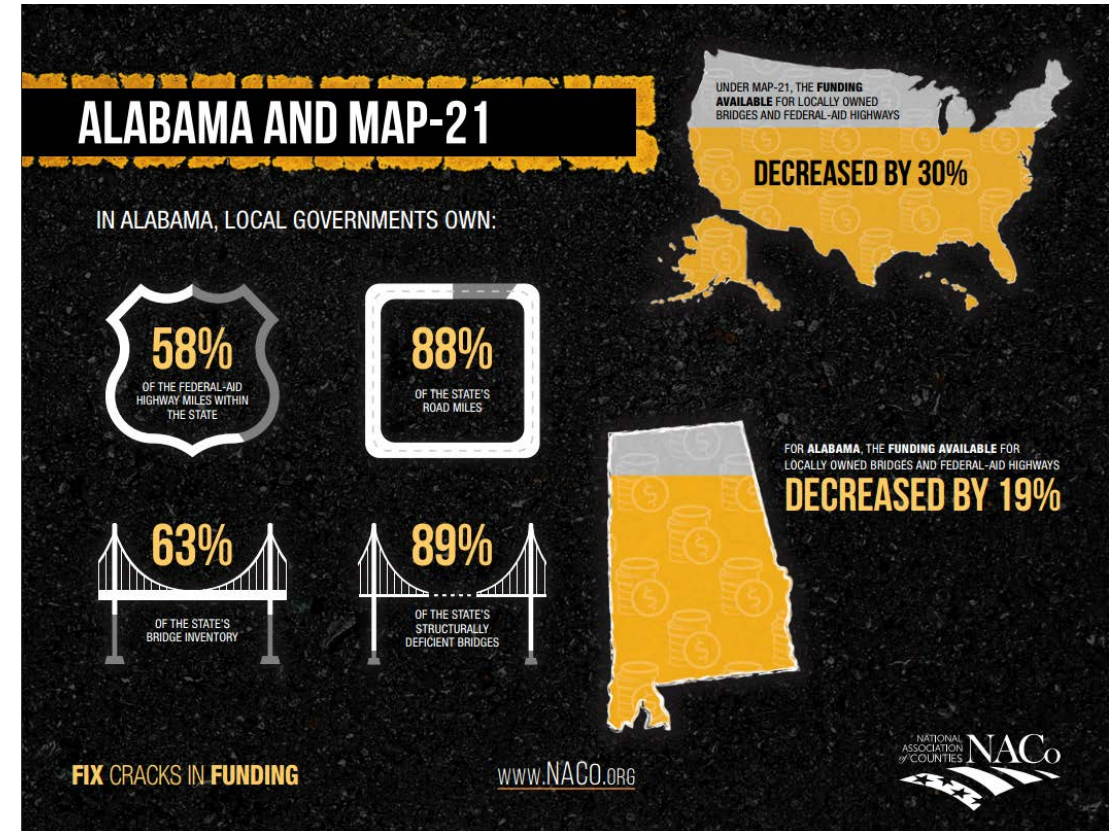 ALABAMA AND MAP-21
UNDER MAP-21, THE FUNDING
AVAILABLE FOR LOCALLY OWNED
BRIDGES AND FEDERAL-AID HIGHWAYS
DECREASED BY 30%
IN ALABAMA, LOCAL GOVERNMENTS OWN:
58%
OF THE FEDERAL-AID
HIGHWAY MILES WITHIN
THE STATE
88%
OF THE STATE'S
ROAD MILES
63%
OF THE STATE'S
BRIDGE INVENTORY
89%
OF THE STATE'S
STRUCTURALLY
DEFICIENT BRIDGES
FOR ALABAMA, THE FUNDING AVAILABLE FOR
LOCALLY OWNED BRIDGES AND FEDERAL-AID HIGHWAYS
DECREASED BY 19%
FIX CRACKS IN FUNDING
WWW.NACO.ORG
NATIONAL
ASSOCIATION
of COUNTIES
NACo